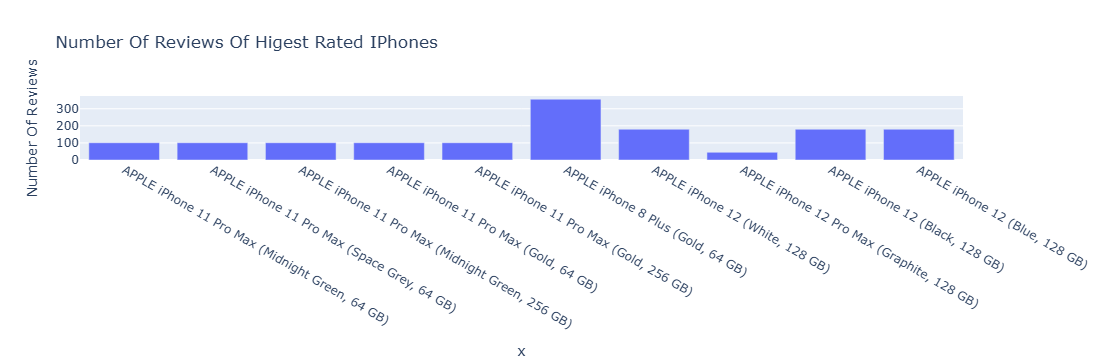 Number Of Reviews Of Higest Rated IPhones
Number Of Reviews
300
200
100
0
APPLE iPhone 11 Pro Max (Midnight Green, 64 GB)
APPLE iPhone 11 Pro Max (Space Grey, 64 GB)
APPLE iPhone 11 Pro Max (Midnight Green, 256 GB)
APPLE iPhone 11 Pro Max (Gold, 64 GB)
APPLE iPhone 11 Pro Max (Gold, 256 GB)
APPLE iPhone 8 Plus (Gold, 64 GB)
APPLE iPhone 12 (White, 128 GB)
APPLE iPhone 12 Pro Max (Graphite, 128 GB)
APPLE iPhone 12 (Black, 128 GB)
APPLE iPhone 12 (Blue, 128 GB)
x